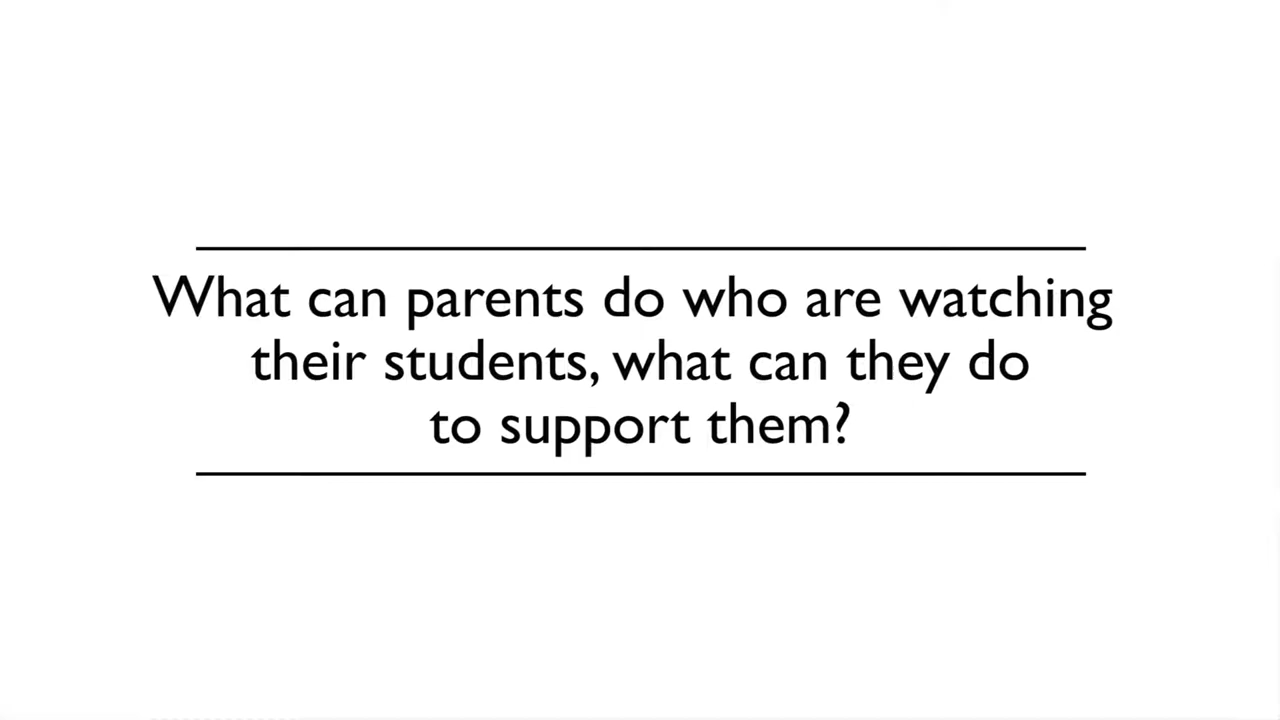 What can parents do who are watching
their students, what can they do
to support them?